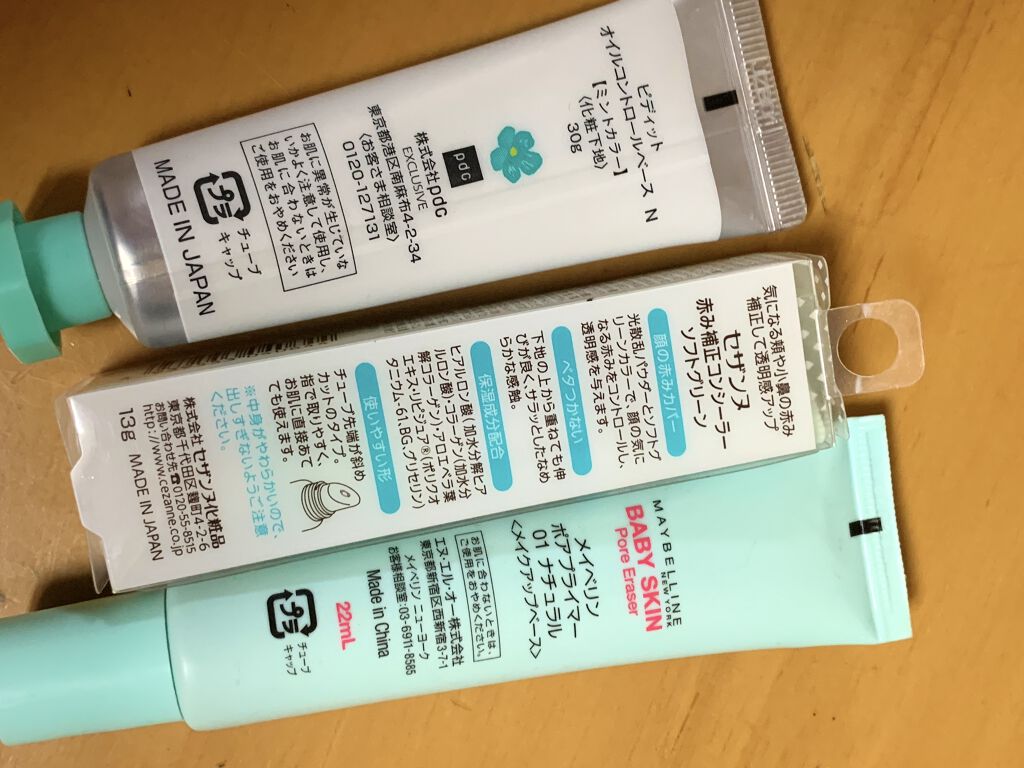 ピディット
オイルコントロールベース N
【ミントカラー】
〈化粧下地〉
30g
pdc
株式会社pdc
EXCLUSIVE
東京都港区南麻布4-2-34
〈お客さま相談室〉
0120-127131
お肌に異常が生じていな
いかよく注意して使用し、
お肌に合わないときは
ご使用をおやめください
チューブ
キャップ
プラ
MADE IN JAPAN
気になる頬や小鼻の赤み
補正して透明感アップ
セザンヌ
赤み補正コンシーラー
ソフトグリーン
顔の赤みカバー
光散乱パウダーとソフトグ
リーンカラーで、顔の気に
なる赤みをコントロールし、
透明感を与えます。
ベタつかない
下地の上から重ねても伸
びが良く、サラッとしたなめ
らかな感触。
保湿成分配合
ヒアルロン酸(加水分解ヒア
ルロン酸)・コラーゲン(加水分
解コラーゲン)・アロエベラ葉
エキス・リピジュア®(ポリクオ
タニウム-61、BG、グリセリン)
使いやすい形
チューブ先端が斜め
カットのタイプ。
指で取りやすく、
お肌に直接あて
ても使えます。
※中身がやわらかいので、
出しすぎないようご注意
ください。
株式会社セザンヌ化粧品
東京都千代田区麹町4-2-6
お問い合わせ先☎0120-55-8515
http://www.cezanne.co.jp
13g MADE IN JAPAN
MAYBELLINE
NEW YORK
BABY SKIN
Pore Eraser
メイベリン
ポアプライマー
01 ナチュラル
<メイクアップベース>
お肌に合わないときは、
ご使用をおやめください。
エヌ・エル・オー株式会社
東京都新宿区西新宿3-7-1
メイベリン ニューヨーク
お客様相談室:03-6911-8585
Made in China
22mL
チューブ
キャップ
プラ